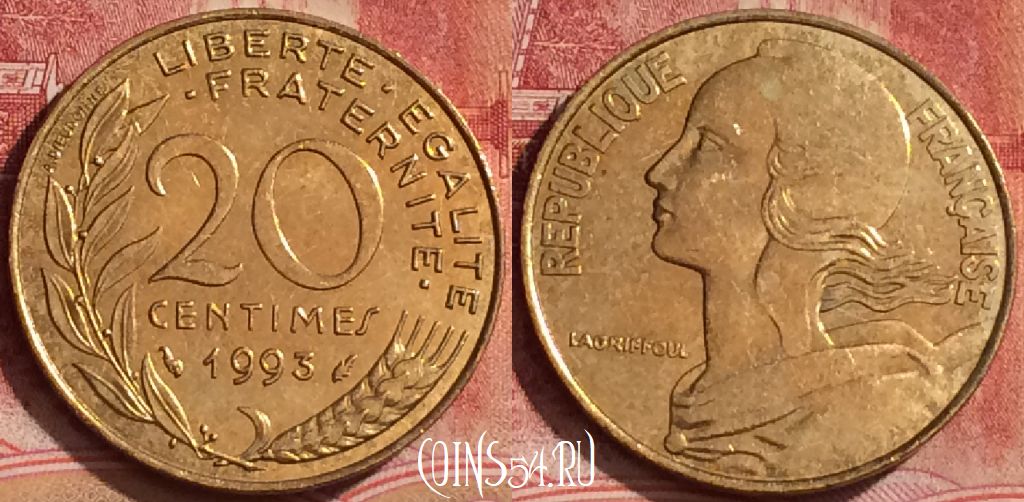 LIBERTE · EGALITE
· FRATERNITE ·
20
CENTIMES
1993
REPUBLIQUE
FRANÇAISE
LAGRIFFOUL
COINS54.RU